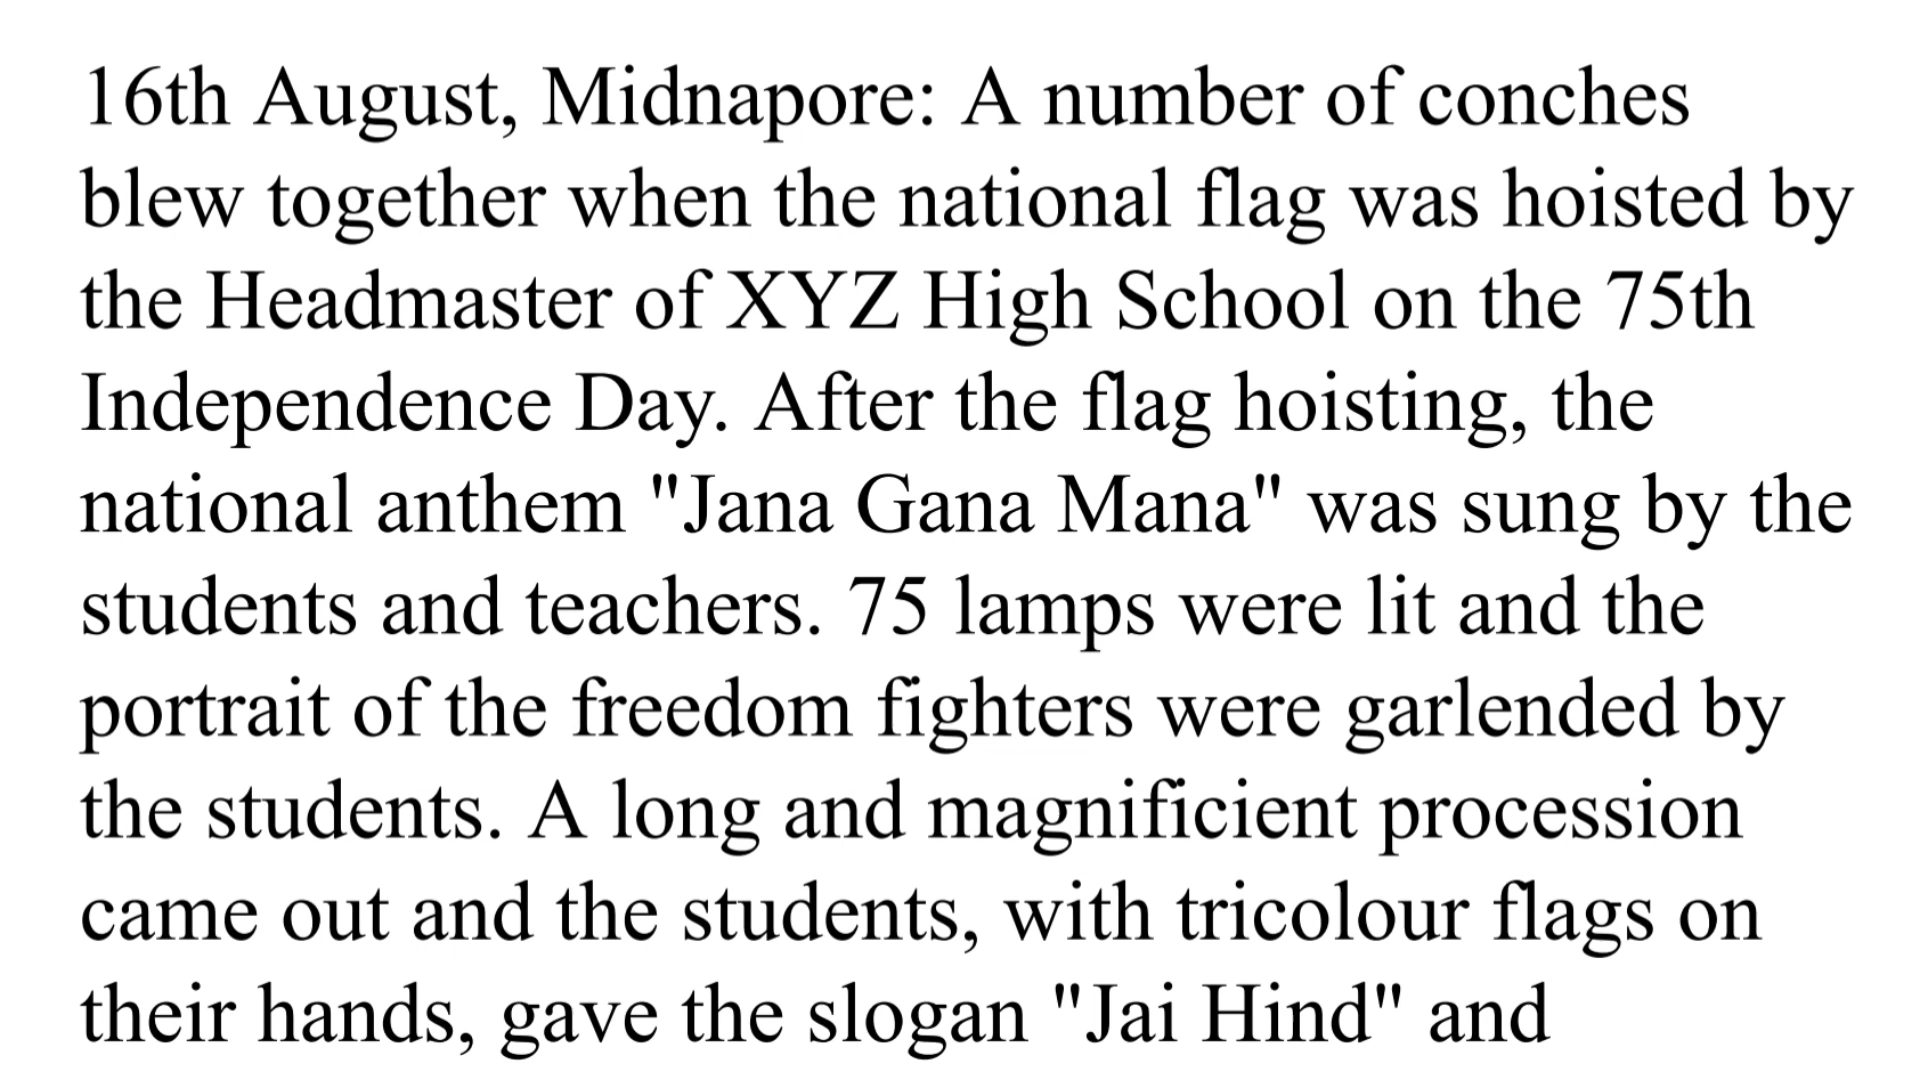 16th August, Midnapore: A number of conches
blew together when the national flag was hoisted by
the Headmaster of XYZ High School on the 75th
Independence Day. After the flag hoisting, the
national anthem "Jana Gana Mana" was sung by the
students and teachers. 75 lamps were lit and the
portrait of the freedom fighters were garlended by
the students. A long and magnificient procession
came out and the students, with tricolour flags on
their hands, gave the slogan "Jai Hind" and